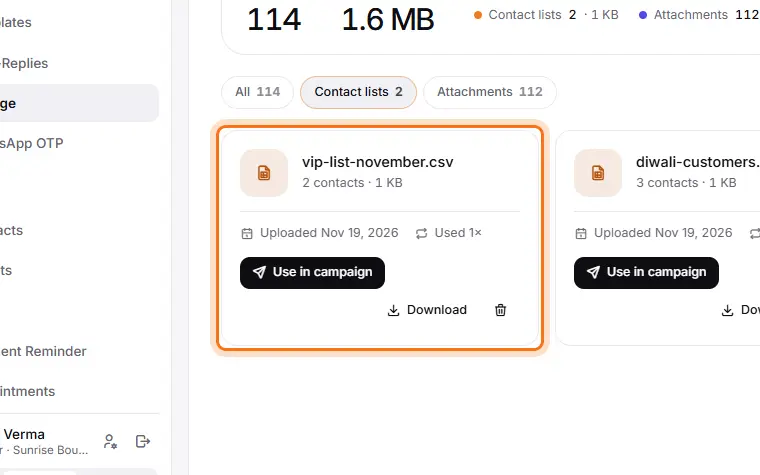 114
1.6 MB
Contact lists 2 · 1 KB
Attachments 112
All 114
Contact lists 2
Attachments 112
lates
-Replies
ge
sApp OTP
acts
ts
ent Reminder
intments
Verma
r · Sunrise Bou...
vip-list-november.csv
2 contacts · 1 KB
Uploaded Nov 19, 2026
Used 1×
Use in campaign
Download
diwali-customers.
3 contacts · 1 KB
Uploaded Nov 19, 2026
Use in campaign
Dow